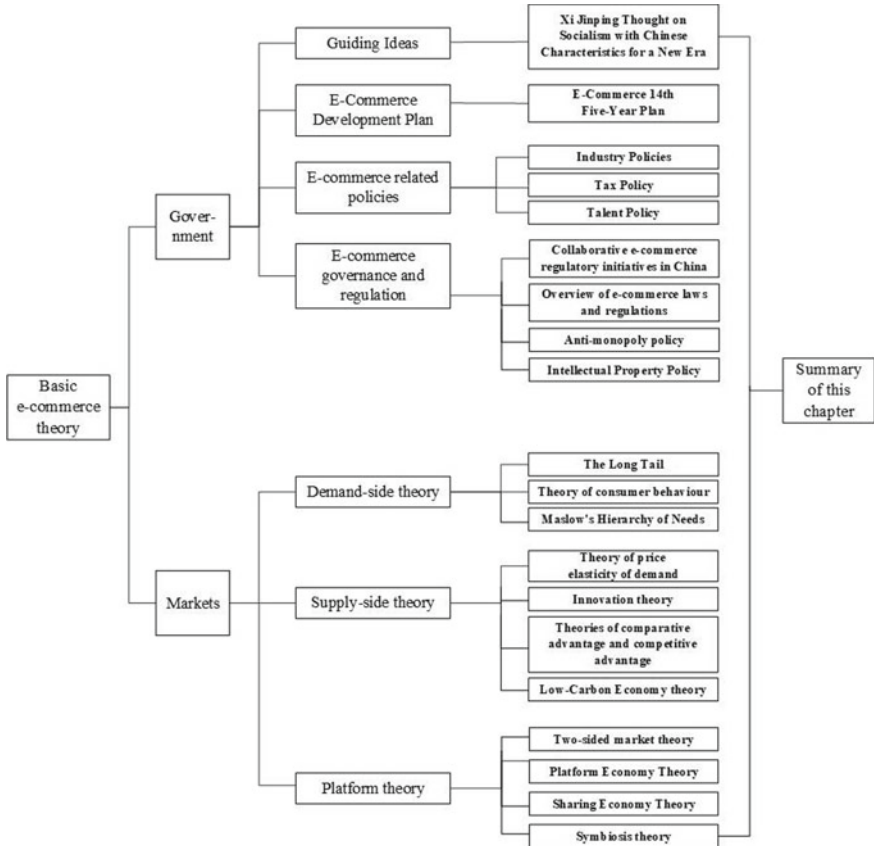 Basic
e-commerce
theory
Gover-
nment
Guiding Ideas
Xi Jinping Thought on
Socialism with Chinese
Characteristics for a New Era
E-Commerce
Development Plan
E-Commerce 14th
Five-Year Plan
E-commerce related
policies
Industry Policies
Tax Policy
Talent Policy
E-commerce
governance and
regulation
Collaborative e-commerce
regulatory initiatives in China
Overview of e-commerce laws
and regulations
Anti-monopoly policy
Intellectual Property Policy
Markets
Demand-side theory
The Long Tail
Theory of consumer behaviour
Maslow's Hierarchy of Needs
Supply-side theory
Theory of price
elasticity of demand
Innovation theory
Theories of comparative
advantage and competitive
advantage
Low-Carbon Economy theory
Platform theory
Two-sided market theory
Platform Economy Theory
Sharing Economy Theory
Symbiosis theory
Summary
of this
chapter